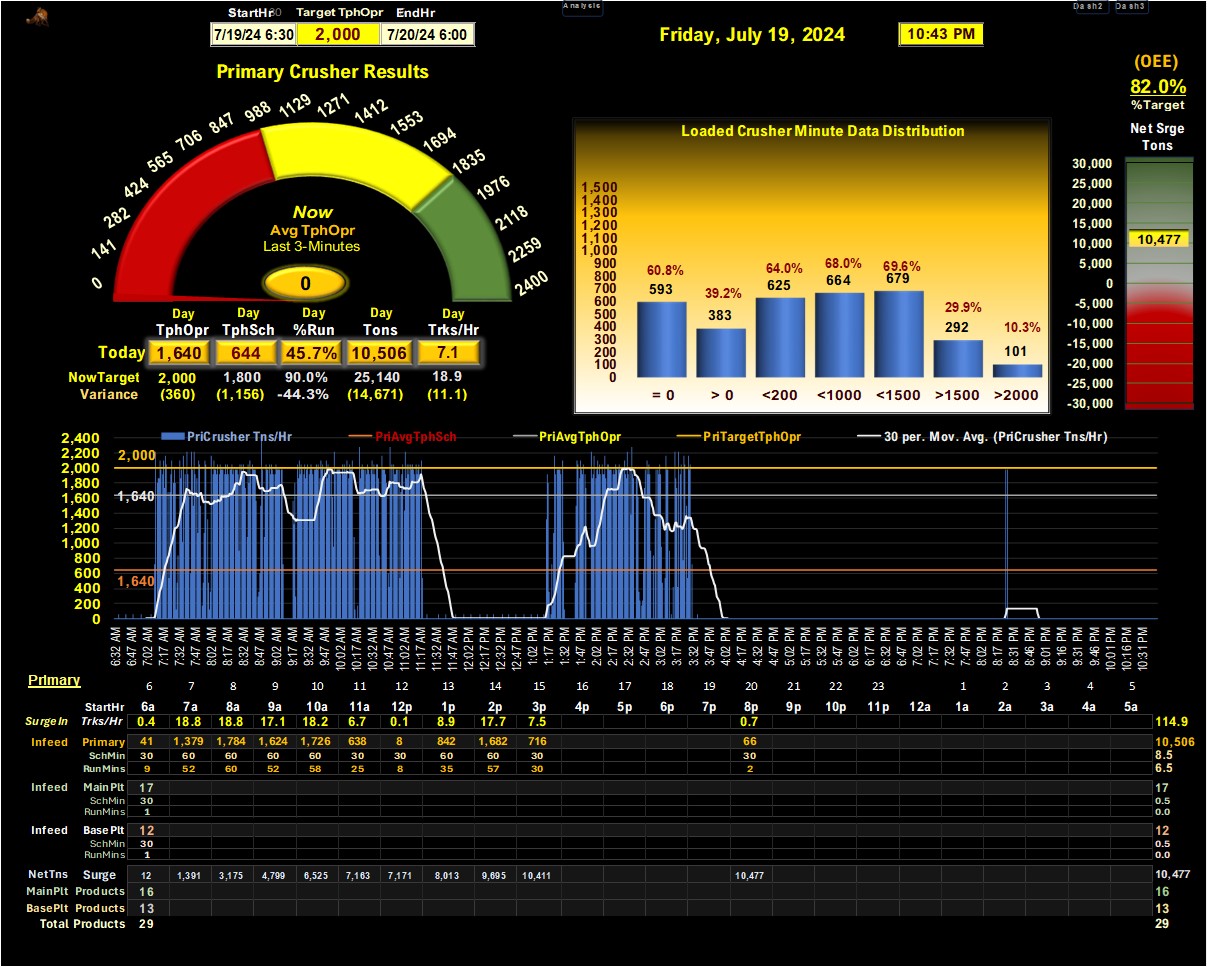 Analysis
Dash2 Dash3
StartHr Target TphOpr EndHr
7/19/24 6:30 2,000 7/20/24 6:00
Friday, July 19, 2024 10:43 PM
(OEE)
82.0%
%Target
Primary Crusher Results
0 141 282 424 565 706 847 988 1129 1271 1412 1553 1694 1835 1976 2118 2259 2400
Now
Avg TphOpr
Last 3-Minutes
0
Day Day Day Day Day
TphOpr TphSch %Run Tons Trks/Hr
Today 1,640 644 45.7% 10,506 7.1
NowTarget 2,000 1,800 90.0% 25,140 18.9
Variance (360) (1,156) -44.3% (14,671) (11.1)
Loaded Crusher Minute Data Distribution
1,500
1,400
1,300
1,200
1,100
1,000
900
800
700
600
500
400
300
200
100
0
60.8% 39.2% 64.0% 68.0% 69.6% 29.9% 10.3%
593 383 625 664 679 292 101
= 0 > 0 <200 <1000 <1500 >1500 >2000
Net Srge
Tons
30,000
25,000
20,000
15,000
10,000
5,000
0
-5,000
-10,000
-15,000
-20,000
-25,000
-30,000
10,477
PriCrusher Tns/Hr PriAvgTphSch PriAvgTphOpr PriTargetTphOpr 30 per. Mov. Avg. (PriCrusher Tns/Hr)
2,400
2,200
2,000
1,800
1,600
1,400
1,200
1,000
800
600
400
200
0
2,000
1,640
1,640
6:32 AM 6:47 AM 7:02 AM 7:17 AM 7:32 AM 7:47 AM 8:02 AM 8:17 AM 8:32 AM 8:47 AM 9:02 AM 9:17 AM 9:32 AM 9:47 AM 10:02 AM 10:17 AM 10:32 AM 10:47 AM 11:02 AM 11:17 AM 11:32 AM 11:47 AM 12:02 PM 12:17 PM 12:32 PM 12:47 PM 1:02 PM 1:17 PM 1:32 PM 1:47 PM 2:02 PM 2:17 PM 2:32 PM 2:47 PM 3:02 PM 3:17 PM 3:32 PM 3:47 PM 4:02 PM 4:17 PM 4:37 PM 4:52 PM 5:07 PM 5:22 PM 5:37 PM 5:52 PM 6:07 PM 6:22 PM 6:37 PM 6:52 PM 7:07 PM 7:22 PM 7:37 PM 7:52 PM 8:17 PM 8:31 PM 8:46 PM 9:01 PM 9:16 PM 9:31 PM 9:46 PM 10:01 PM 10:16 PM 10:31 PM
Primary
6 7 8 9 10 11 12 13 14 15 16 17 18 19 20 21 22 23 1 2 3 4 5
StartHr 6a 7a 8a 9a 10a 11a 12p 1p 2p 3p 4p 5p 6p 7p 8p 9p 10p 11p 12a 1a 2a 3a 4a 5a
SurgeIn Trks/Hr 0.4 18.8 18.8 17.1 18.2 6.7 0.1 8.9 17.7 7.5 0.7 114.9
Infeed Primary 41 1,379 1,784 1,624 1,726 638 8 842 1,682 716 66 10,506
SchMin 30 60 60 60 60 30 30 60 60 30 30 8.5
RunMins 9 52 60 52 58 25 8 35 57 30 2 6.5
Infeed MainPlt 17 17
SchMin 30 0.5
RunMins 1 0.0
Infeed BasePlt 12 12
SchMin 30 0.5
RunMins 1 0.0
NetTns Surge 12 1,391 3,175 4,799 6,525 7,163 7,171 8,013 9,695 10,411 10,477 10,477
MainPlt Products 16 16
BasePlt Products 13 13
Total Products 29 29